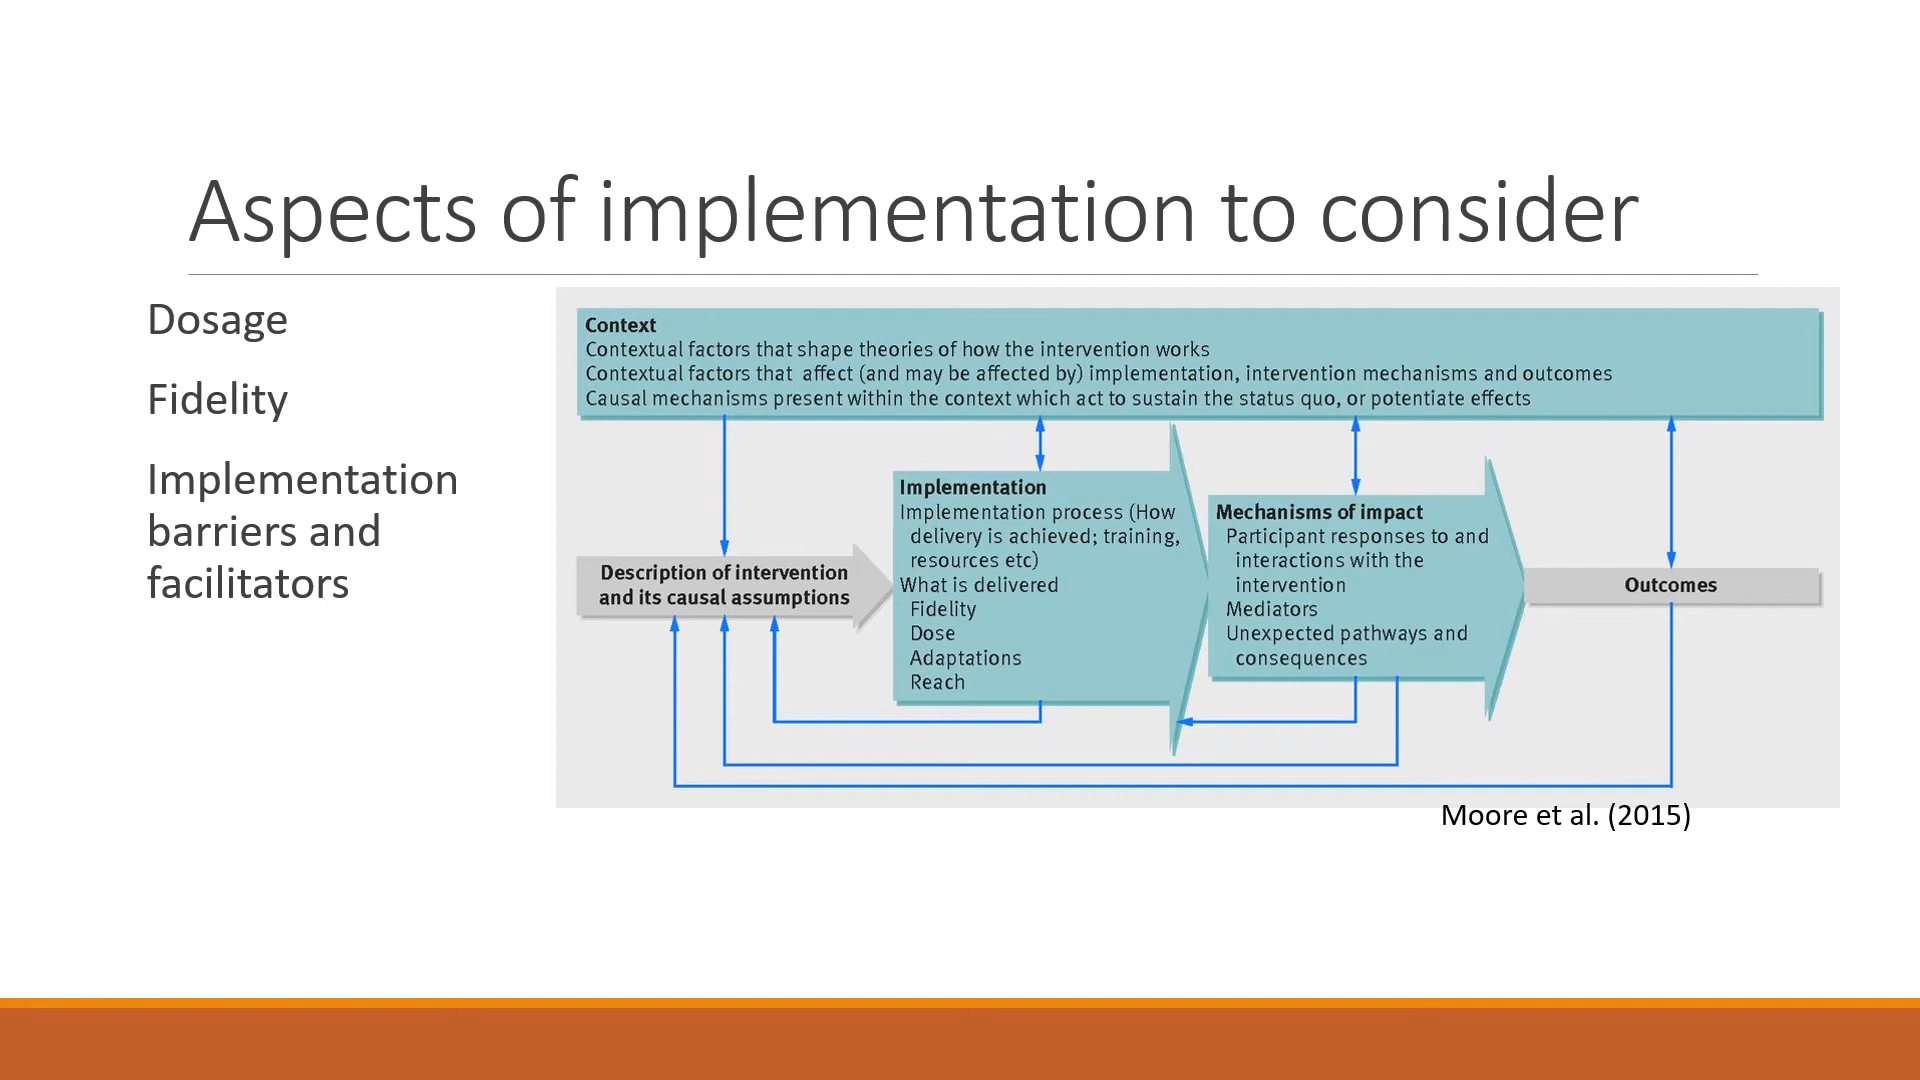 Aspects of implementation to consider
Dosage
Fidelity
Implementation
barriers and
facilitators
Context
Contextual factors that shape theories of how the intervention works
Contextual factors that affect (and may be affected by) implementation, intervention mechanisms and outcomes
Causal mechanisms present within the context which act to sustain the status quo, or potentiate effects
Description of intervention
and its causal assumptions
Implementation
Implementation process (How
delivery is achieved; training,
resources etc)
What is delivered
Fidelity
Dose
Adaptations
Reach
Mechanisms of impact
Participant responses to and
interactions with the
intervention
Mediators
Unexpected pathways and
consequences
Outcomes
Moore et al. (2015)